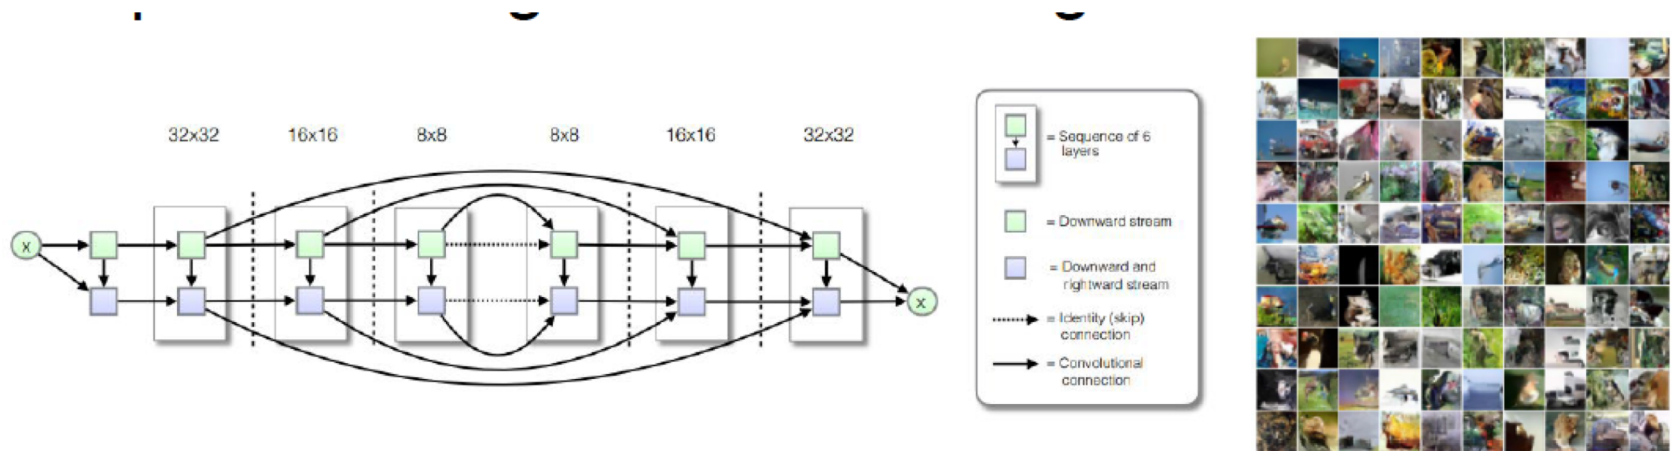 32x32
16x16
8x8
8x8
16x16
32x32
x
x
= Sequence of 6
layers
= Downward stream
= Downward and
rightward stream
= Identity (skip)
connection
= Convolutional
connection